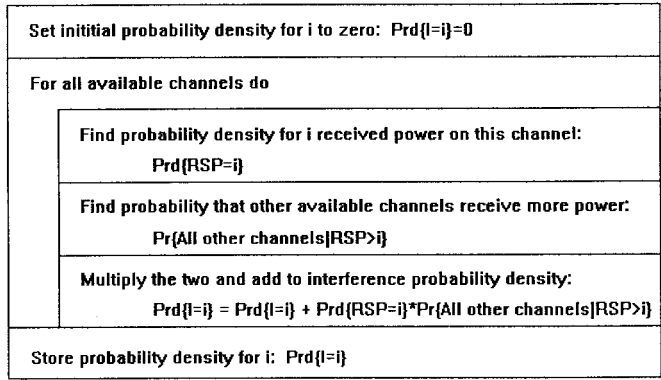 Set inititial probability density for i to zero: Prd{I=i}=0
For all available channels do
Find probability density for i received power on this channel:
Prd{RSP=i}
Find probability that other available channels receive more power:
Pr{All other channels|RSP>i}
Multiply the two and add to interference probability density:
Prd{I=i} = Prd{I=i} + Prd{RSP=i}*Pr{All other channels|RSP>i}
Store probability density for i: Prd{I=i}